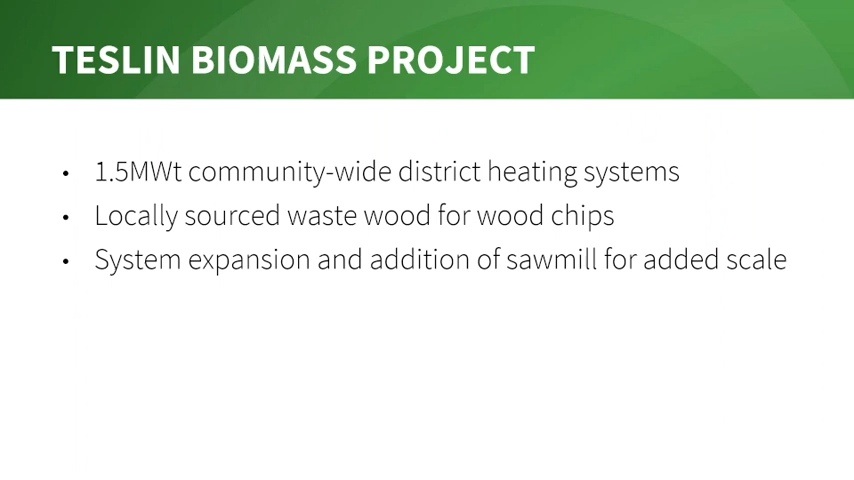 TESLIN BIOMASS PROJECT
• 1.5MWt community-wide district heating systems
• Locally sourced waste wood for wood chips
• System expansion and addition of sawmill for added scale